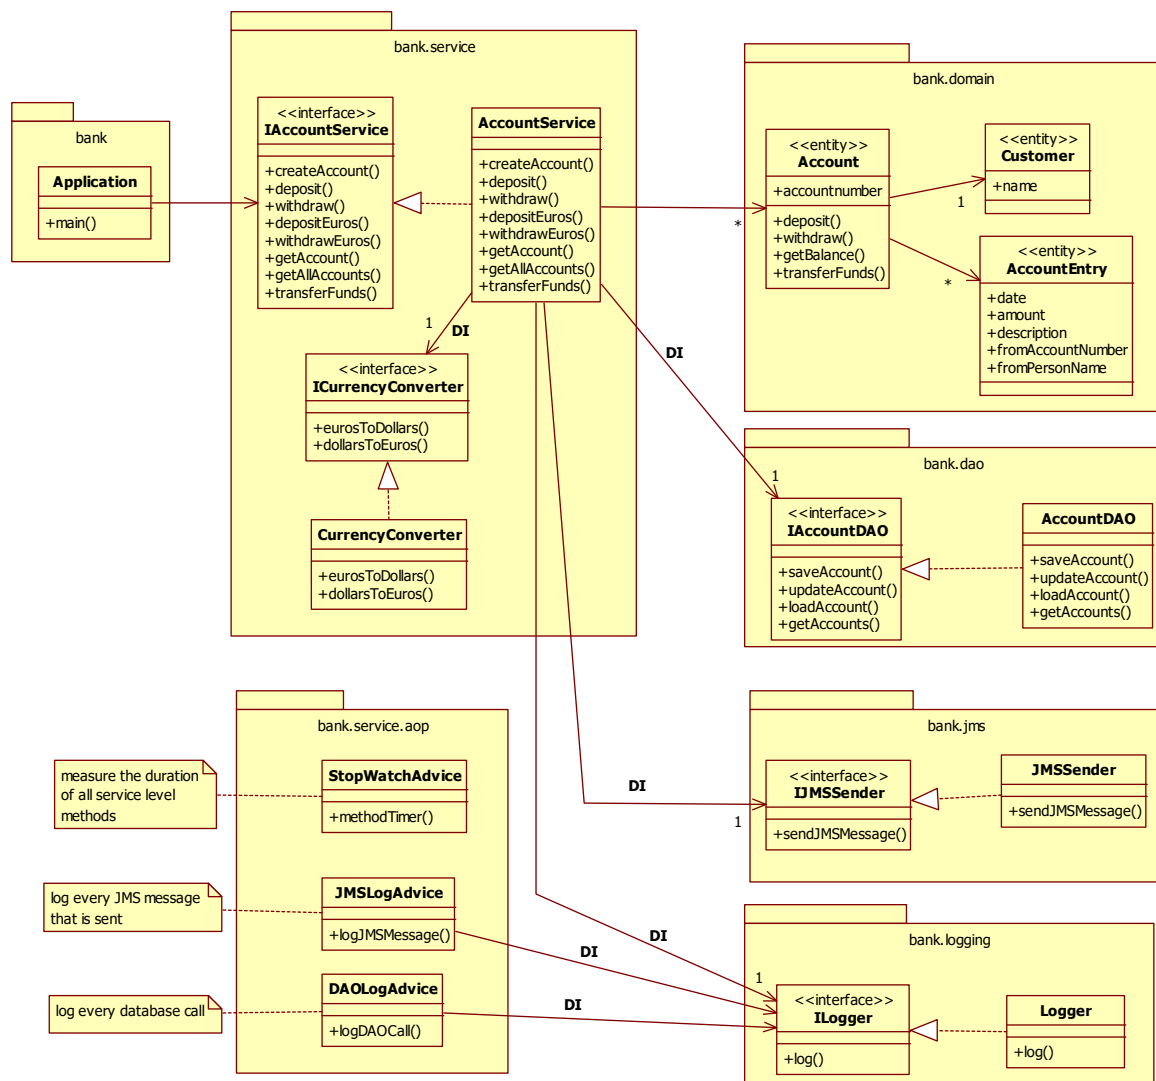 bank
Application
+main()
bank.service
<<interface>>
IAccountService
+createAccount()
+deposit()
+withdraw()
+depositEuros()
+withdrawEuros()
+getAccount()
+getAllAccounts()
+transferFunds()
AccountService
+createAccount()
+deposit()
+withdraw()
+depositEuros()
+withdrawEuros()
+getAccount()
+getAllAccounts()
+transferFunds()
1
DI
<<interface>>
ICurrencyConverter
+eurosToDollars()
+dollarsToEuros()
CurrencyConverter
+eurosToDollars()
+dollarsToEuros()
bank.domain
*
<<entity>>
Account
+accountnumber
+deposit()
+withdraw()
+getBalance()
+transferFunds()
1
<<entity>>
Customer
+name
*
<<entity>>
AccountEntry
+date
+amount
+description
+fromAccountNumber
+fromPersonName
DI
1
bank.dao
<<interface>>
IAccountDAO
+saveAccount()
+updateAccount()
+loadAccount()
+getAccounts()
AccountDAO
+saveAccount()
+updateAccount()
+loadAccount()
+getAccounts()
bank.service.aop
measure the duration
of all service level
methods
StopWatchAdvice
+methodTimer()
log every JMS message
that is sent
JMSLogAdvice
+logJMSMessage()
log every database call
DAOLogAdvice
+logDAOCall()
DI
1
bank.jms
<<interface>>
IJMSSender
+sendJMSMessage()
JMSSender
+sendJMSMessage()
DI
DI
DI
1
bank.logging
<<interface>>
ILogger
+log()
Logger
+log()